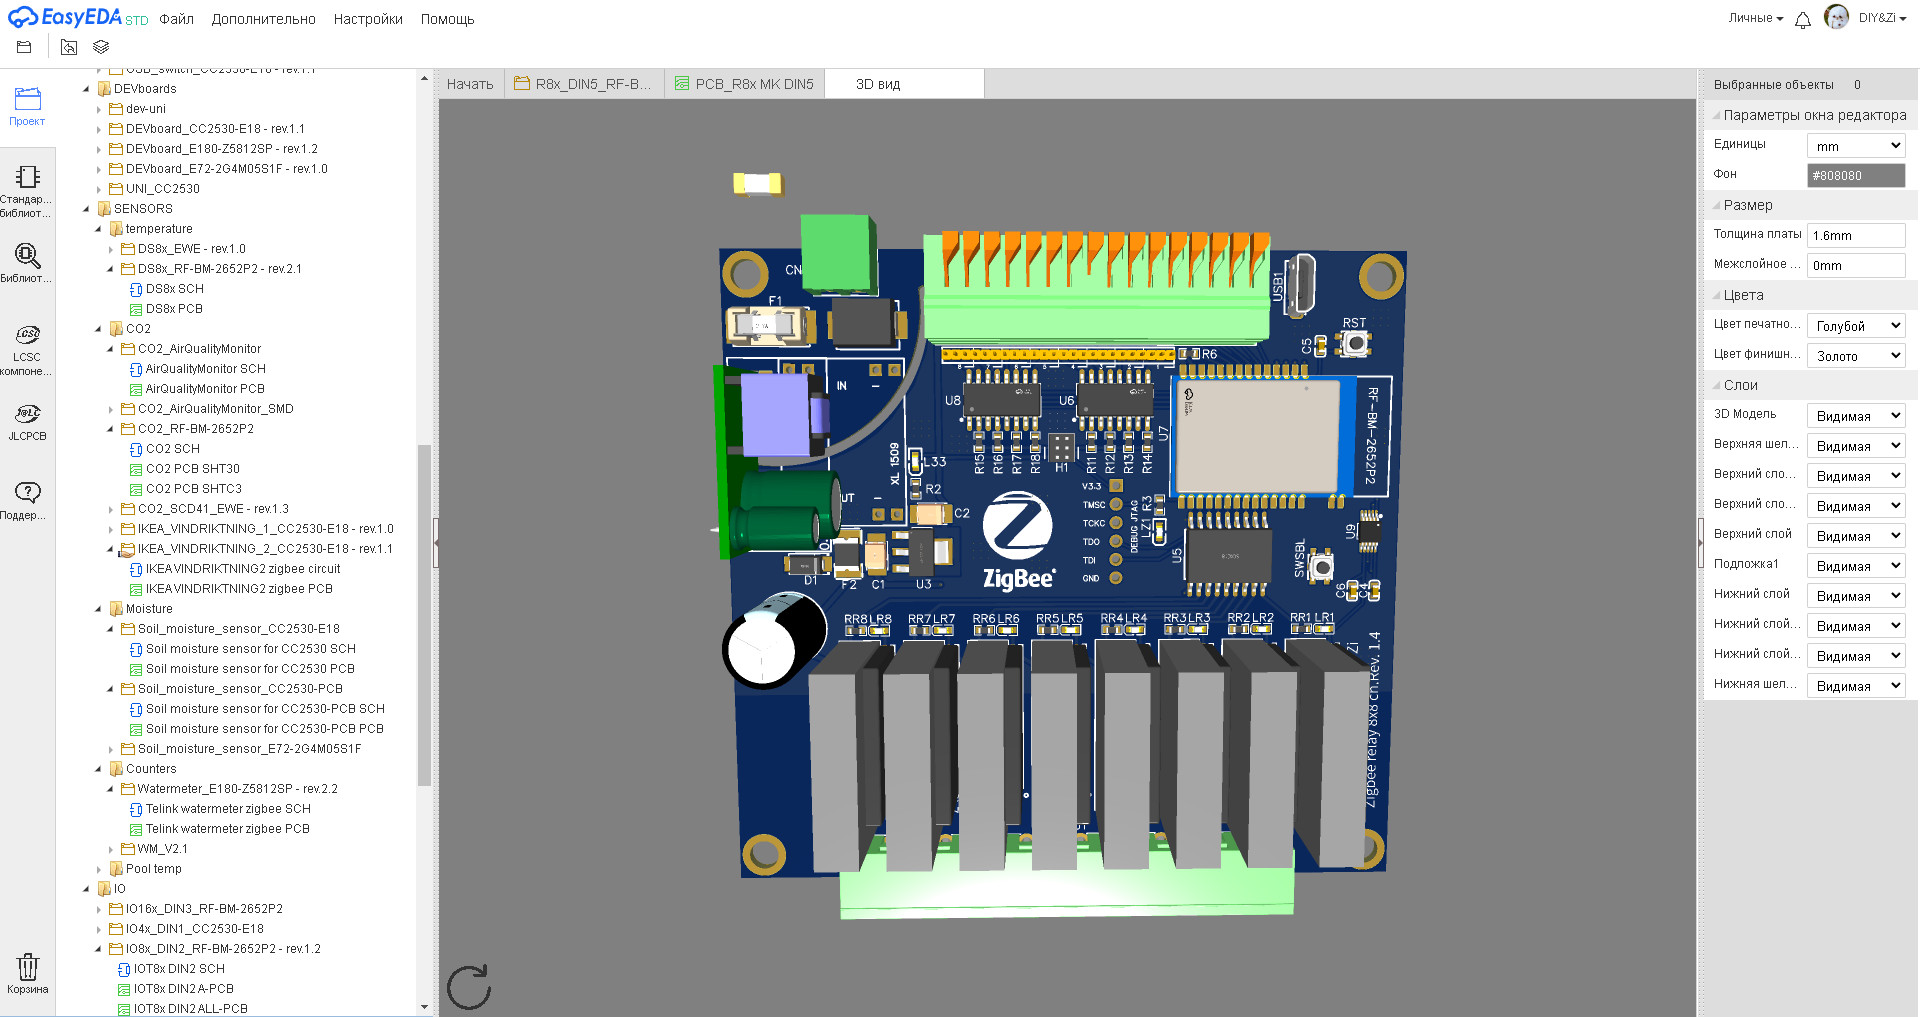 EasyEDA STD Файл Дополнительно Настройки Помощь
Личные
DIY&Zi
Проект
Стандар...
библиот...
Библиот...
LCSC
LCSC
компоне...
J@LC
JLCPCB
Поддер...
Корзина
USB_switch_CC2530-E18 - rev.1.1
DEVboards
dev-uni
DEVboard_CC2530-E18 - rev.1.1
DEVboard_E180-Z5812SP - rev.1.2
DEVboard_E72-2G4M05S1F - rev.1.0
UNI_CC2530
SENSORS
temperature
DS8x_EWE - rev.1.0
DS8x_RF-BM-2652P2 - rev.2.1
DS8x SCH
DS8x PCB
CO2
CO2_AirQualityMonitor
AirQualityMonitor SCH
AirQualityMonitor PCB
CO2_AirQualityMonitor_SMD
CO2_RF-BM-2652P2
CO2 SCH
CO2 PCB SHT30
CO2 PCB SHTC3
CO2_SCD41_EWE - rev.1.3
IKEA_VINDRIKTNING_1_CC2530-E18 - rev.1.0
IKEA_VINDRIKTNING_2_CC2530-E18 - rev.1.1
IKEAVINDRIKTNING2 zigbee circuit
IKEAVINDRIKTNING2 zigbee PCB
Moisture
Soil_moisture_sensor_CC2530-E18
Soil moisture sensor for CC2530 SCH
Soil moisture sensor for CC2530 PCB
Soil_moisture_sensor_CC2530-PCB
Soil moisture sensor for CC2530-PCB SCH
Soil moisture sensor for CC2530-PCB PCB
Soil_moisture_sensor_E72-2G4M05S1F
Counters
Watermeter_E180-Z5812SP - rev.2.2
Telink watermeter zigbee SCH
Telink watermeter zigbee PCB
WM_V2.1
Pool temp
IO
IO16x_DIN3_RF-BM-2652P2
IO4x_DIN1_CC2530-E18
IO8x_DIN2_RF-BM-2652P2 - rev.1.2
IOT8x DIN2 SCH
IOT8x DIN2 A-PCB
IOT8x DIN2 ALL-PCB
Начать
R8x_DIN5_RF-B...
PCB_R8x MK DIN5
3D вид
CN
F1
USB1
RST
C5
R6
8 7 6 5 4 3 2 1
IN
U8
U6
U7
RF-BM-2652P2
R15 R16 R17 R18
H1
R11 R12 R13 R14
XL 1509
L33
R2
C2
UT
V3.3
TMSC
TCKC
TDO
TDI
GND
DEBUG JTAG
R3
LZ1
U5
U9
SWSBL
C6
C4
D1
F2
C1
U3
ZigBee
RR8 LR8
RR7 LR7
RR6 LR6
RR5 LR5
RR4 LR4
RR3 LR3
RR2 LR2
RR1 LR1
Zi
Zigbee relay 8x8 ch.Rev. 1.4
Выбранные объекты 0
Параметры окна редактора
Единицы mm
Фон #808080
Размер
Толщина платы 1.6mm
Межслойное ... 0mm
Цвета
Цвет печатно... Голубой
Цвет финишн... Золото
Слои
3D Модель Видимая
Верхняя шел... Видимая
Верхний сло... Видимая
Верхний сло... Видимая
Верхний слой Видимая
Подложка1 Видимая
Нижний слой Видимая
Нижний слой... Видимая
Нижний слой... Видимая
Нижняя шел... Видимая